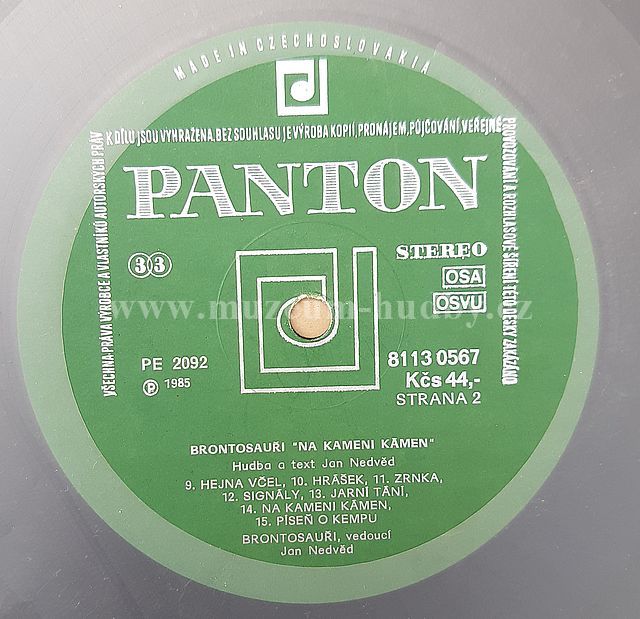 MADE IN CZECHOSLOVAKIA
VŠECHNA PRÁVA VÝROBCE A VLASTNÍKŮ AUTORSKÝCH PRÁV
K DÍLU JSOU VYHRAŽENA. BEZ SOUHLASU JE VÝROBA KOPIÍ, PRONÁJEM, PŮJČOVÁNÍ, VEŘEJNÉ
PROVOZOVÁNÍ A ROZHLASOVÉ ŠÍŘENÍ TÉTO DESKY ZAKÁZÁNO
PANTON
33
STEREO
OSA
OSVU
www.muzeum-hudby.cz
PE 2092
Ⓟ 1985
8113 0567
Kčs 44,-
STRANA 2
BRONTOSAUŘI "NA KAMENI KÁMEN"
Hudba a text Jan Nedvěd
9. HEJNA VČEL, 10. HRÁŠEK, 11. ZRNKA,
12. SIGNÁLY, 13. JARNÍ TÁNÍ,
14. NA KAMENI KÁMEN,
15. PÍSEŇ O KEMPU
BRONTOSAUŘI, vedoucí
Jan Nedvěd